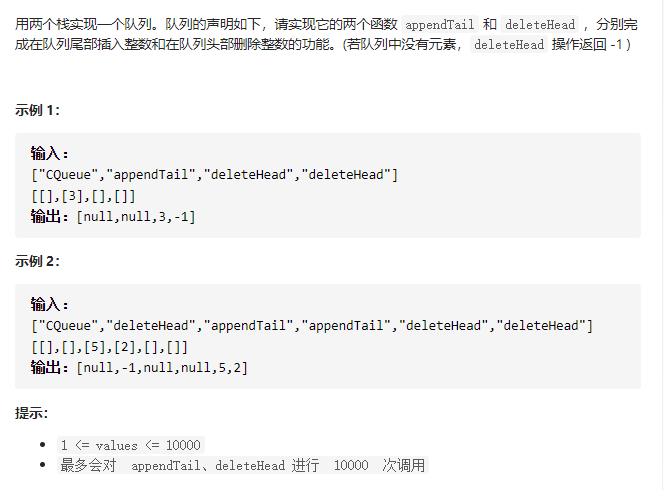 用两个栈实现一个队列。队列的声明如下，请实现它的两个函数 appendTail 和 deleteHead ，分别完
成在队列尾部插入整数和在队列头部删除整数的功能。(若队列中没有元素，deleteHead 操作返回 -1 )
示例 1：
输入：
["CQueue","appendTail","deleteHead","deleteHead"]
[[],[3],[],[]]
输出：[null,null,3,-1]
示例 2：
输入：
["CQueue","deleteHead","appendTail","appendTail","deleteHead","deleteHead"]
[[],[],[5],[2],[],[]]
输出：[null,-1,null,null,5,2]
提示：
1 <= values <= 10000
最多会对 appendTail、deleteHead 进行 10000 次调用